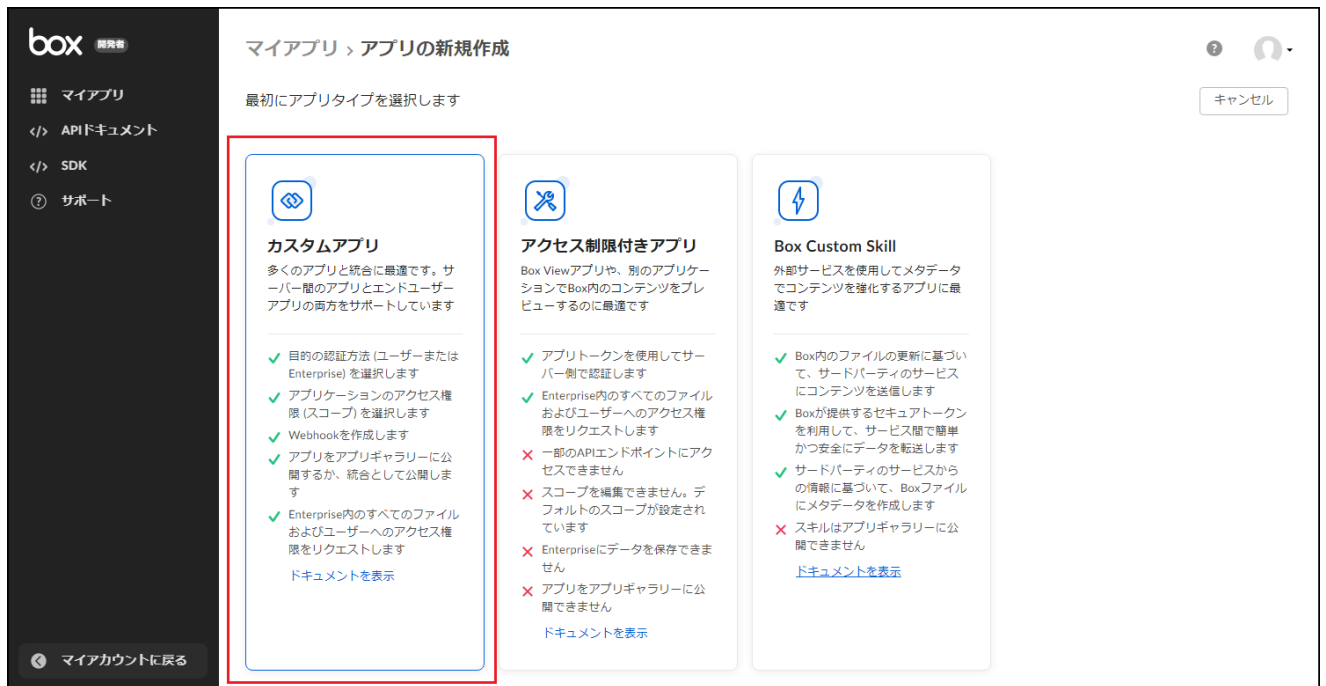 box 開発者
マイアプリ
APIドキュメント
SDK
サポート
マイアカウントに戻る
マイアプリ › アプリの新規作成
最初にアプリタイプを選択します
キャンセル
カスタムアプリ
多くのアプリと統合に最適です。サ
ーバー間のアプリとエンドユーザー
アプリの両方をサポートしています
目的の認証方法 (ユーザーまたは
Enterprise) を選択します
アプリケーションのアクセス権
限 (スコープ) を選択します
Webhookを作成します
アプリをアプリギャラリーに公
開するか、統合として公開しま
す
Enterprise内のすべてのファイル
およびユーザーへのアクセス権
限をリクエストします
ドキュメントを表示
アクセス制限付きアプリ
Box Viewアプリや、別のアプリケー
ションでBox内のコンテンツをプレ
ビューするのに最適です
アプリトークンを使用してサー
バー側で認証します
Enterprise内のすべてのファイル
およびユーザーへのアクセス権
限をリクエストします
一部のAPIエンドポイントにアク
セスできません
スコープを編集できません。デ
フォルトのスコープが設定され
ています
Enterpriseにデータを保存できま
せん
アプリをアプリギャラリーに公
開できません
ドキュメントを表示
Box Custom Skill
外部サービスを使用してメタデータ
でコンテンツを強化するアプリに最
適です
Box内のファイルの更新に基づい
て、サードパーティのサービス
にコンテンツを送信します
Boxが提供するセキュアトークン
を利用して、サービス間で簡単
かつ安全にデータを転送します
サードパーティのサービスから
の情報に基づいて、Boxファイル
にメタデータを作成します
スキルはアプリギャラリーに公
開できません
ドキュメントを表示